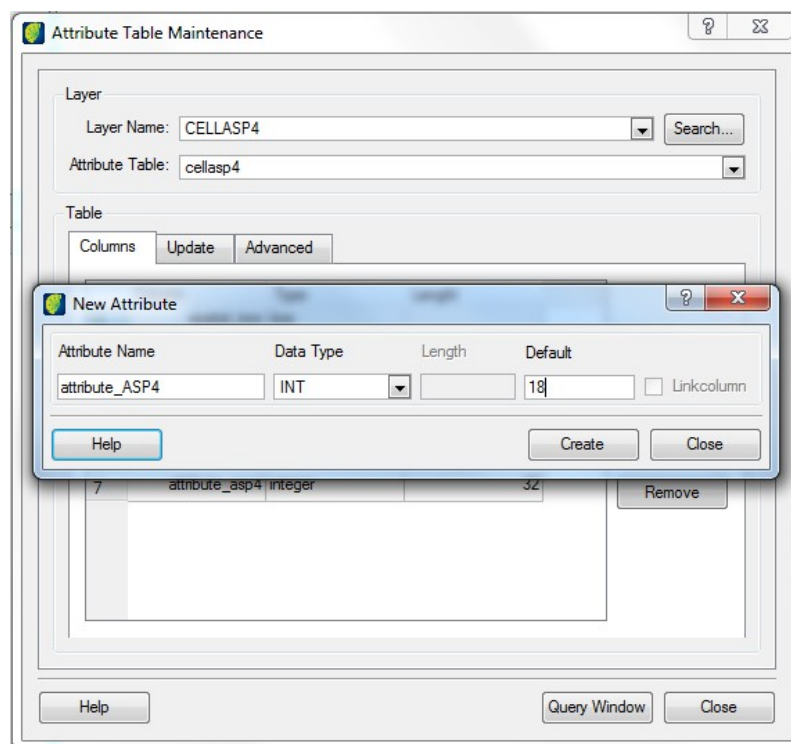 Attribute Table Maintenance
Layer
Layer Name: CELLASP4 Search...
Attribute Table: cellasp4
Table
Columns Update Advanced
New Attribute
Attribute Name Data Type Length Default
attribute_ASP4 INT 18 Linkcolumn
Help Create Close
7 attribute_asp4 integer 32
Remove
Help Query Window Close